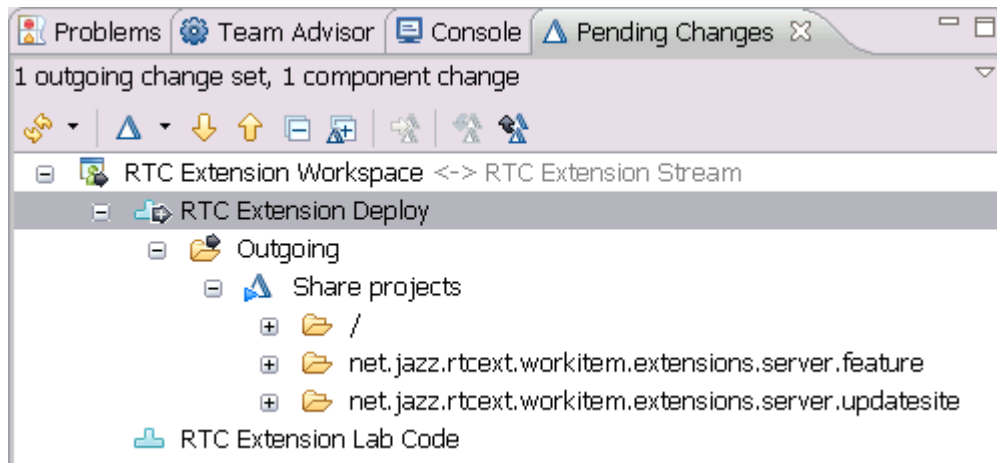 Problems Team Advisor Console Pending Changes
1 outgoing change set, 1 component change
RTC Extension Workspace <-> RTC Extension Stream
RTC Extension Deploy
Outgoing
Share projects
/
net.jazz.rtcext.workitem.extensions.server.feature
net.jazz.rtcext.workitem.extensions.server.updatesite
RTC Extension Lab Code